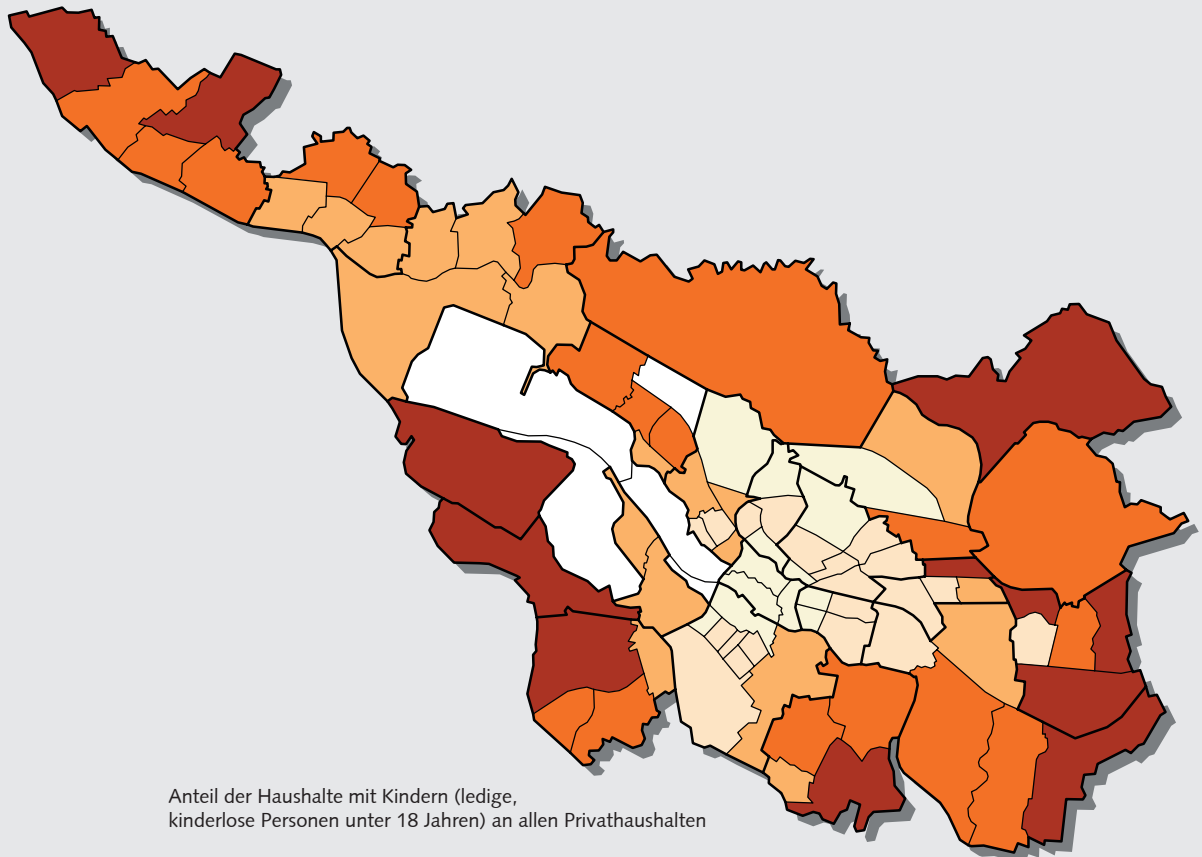 Anteil der Haushalte mit Kindern (ledige,
kinderlose Personen unter 18 Jahren) an allen Privathaushalten